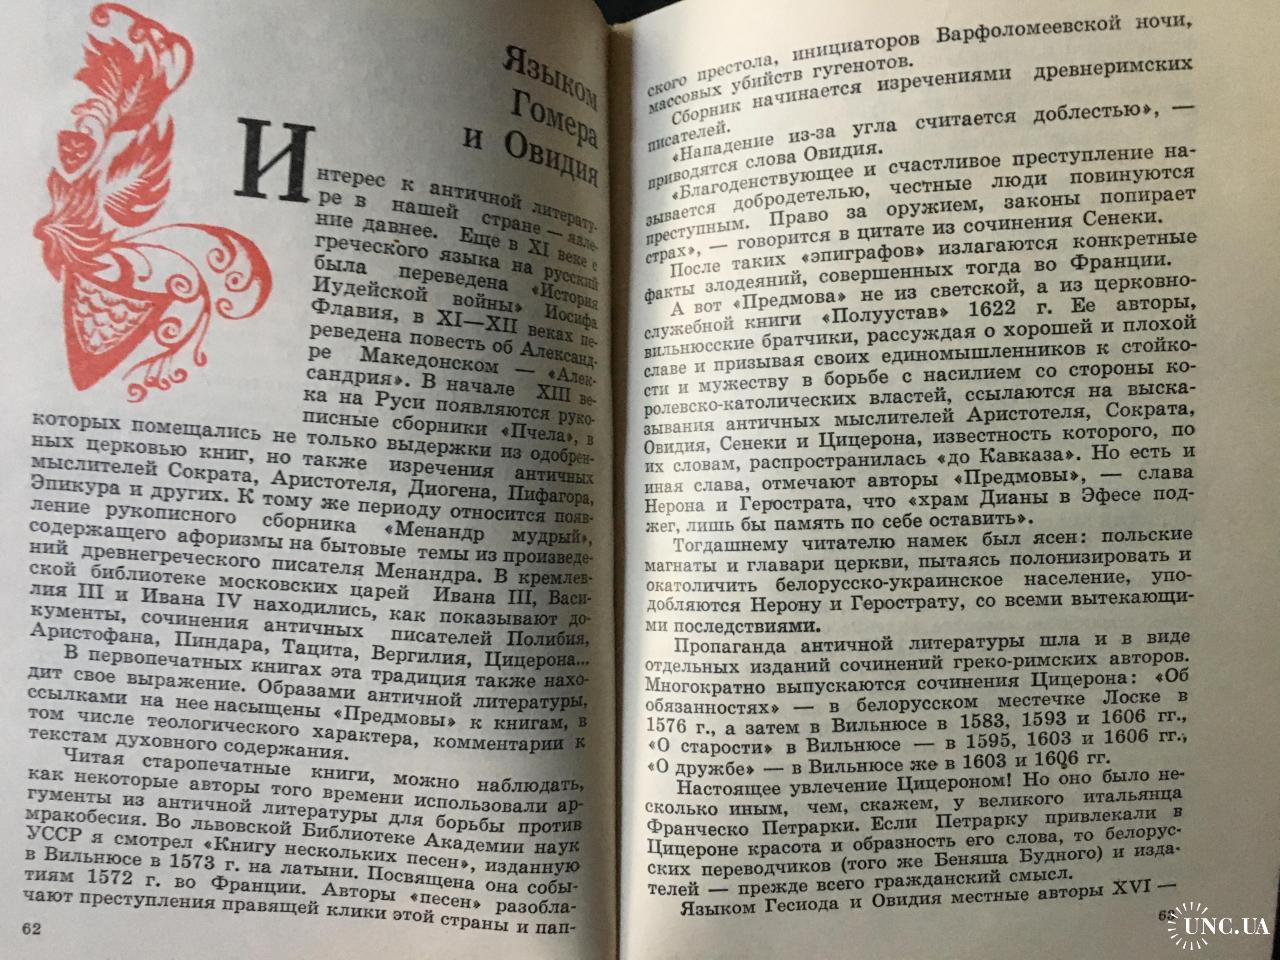 Языком
Гомера
и Овидия
Интерес к античной литерату-
ре в нашей стране — явле-
ние давнее. Еще в XI веке с
греческого языка на русский
была переведена «История
Иудейской войны» Иосифа
Флавия, в XI—XII веках пе-
реведена повесть об Александ-
ре Македонском — «Алек-
сандрия». В начале XIII ве-
ка на Руси появляются руко-
писные сборники «Пчела», в
которых помещались не только выдержки из одобрен-
ных церковью книг, но также изречения античных
мыслителей Сократа, Аристотеля, Диогена, Пифагора,
Эпикура и других. К тому же периоду относится появ-
ление рукописного сборника «Менандр мудрый»,
содержащего афоризмы на бытовые темы из произведе-
ний древнегреческого писателя Менандра. В кремлев-
ской библиотеке московских царей Ивана III, Васи-
лия III и Ивана IV находились, как показывают до-
кументы, сочинения античных писателей Полибия,
Аристофана, Пиндара, Тацита, Вергилия, Цицерона...
В первопечатных книгах эта традиция также нахо-
дит свое выражение. Образами античной литературы,
ссылками на нее насыщены «Предмовы» к книгам, в
том числе теологического характера, комментарии к
текстам духовного содержания.
Читая старопечатные книги, можно наблюдать,
как некоторые авторы того времени использовали ар-
гументы из античной литературы для борьбы против
мракобесия. Во львовской Библиотеке Академии наук
УССР я смотрел «Книгу нескольких песен», изданную
в Вильнюсе в 1573 г. на латыни. Посвящена она собы-
тиям 1572 г. во Франции. Авторы «песен» разобла-
чают преступления правящей клики этой страны и пап-
62
ского престола, инициаторов Варфоломеевской ночи,
массовых убийств гугенотов.
Сборник начинается изречениями древнеримских
писателей.
«Нападение из-за угла считается доблестью», —
приводятся слова Овидия.
«Благоденствующее и счастливое преступление на-
зывается добродетелью, честные люди повинуются
преступным. Право за оружием, законы попирает
страх», — говорится в цитате из сочинения Сенеки.
После таких «эпиграфов» излагаются конкретные
факты злодеяний, совершенных тогда во Франции.
А вот «Предмова» не из светской, а из церковно-
служебной книги «Полуустав» 1622 г. Ее авторы,
вильнюсские братчики, рассуждая о хорошей и плохой
славе и призывая своих единомышленников к стойко-
сти и мужеству в борьбе с насилием со стороны ко-
ролевско-католических властей, ссылаются на выска-
зывания античных мыслителей Аристотеля, Сократа,
Овидия, Сенеки и Цицерона, известность которого, по
их словам, распространилась «до Кавказа». Но есть и
иная слава, отмечают авторы «Предмовы», — слава
Нерона и Герострата, что «храм Дианы в Эфесе под-
жег, лишь бы память по себе оставить».
Тогдашнему читателю намек был ясен: польские
магнаты и главари церкви, пытаясь полонизировать и
окатоличить белорусско-украинское население, упо-
добляются Нерону и Герострату, со всеми вытекающи-
ми последствиями.
Пропаганда античной литературы шла и в виде
отдельных изданий сочинений греко-римских авторов.
Многократно выпускаются сочинения Цицерона: «Об
обязанностях» — в белорусском местечке Лоске в
1576 г., а затем в Вильнюсе в 1583, 1593 и 1606 гг.,
«О старости» в Вильнюсе — в 1595, 1603 и 1606 гг.,
«О дружбе» — в Вильнюсе же в 1603 и 1606 гг.
Настоящее увлечение Цицероном! Но оно было не-
сколько иным, чем, скажем, у великого итальянца
Франческо Петрарки. Если Петрарку привлекали в
Цицероне красота и образность его слова, то белорус-
ских переводчиков (того же Беняша Будного) и изда-
телей — прежде всего гражданский смысл.
Языком Гесиода и Овидия местные авторы XVI —
63
UNC.UA